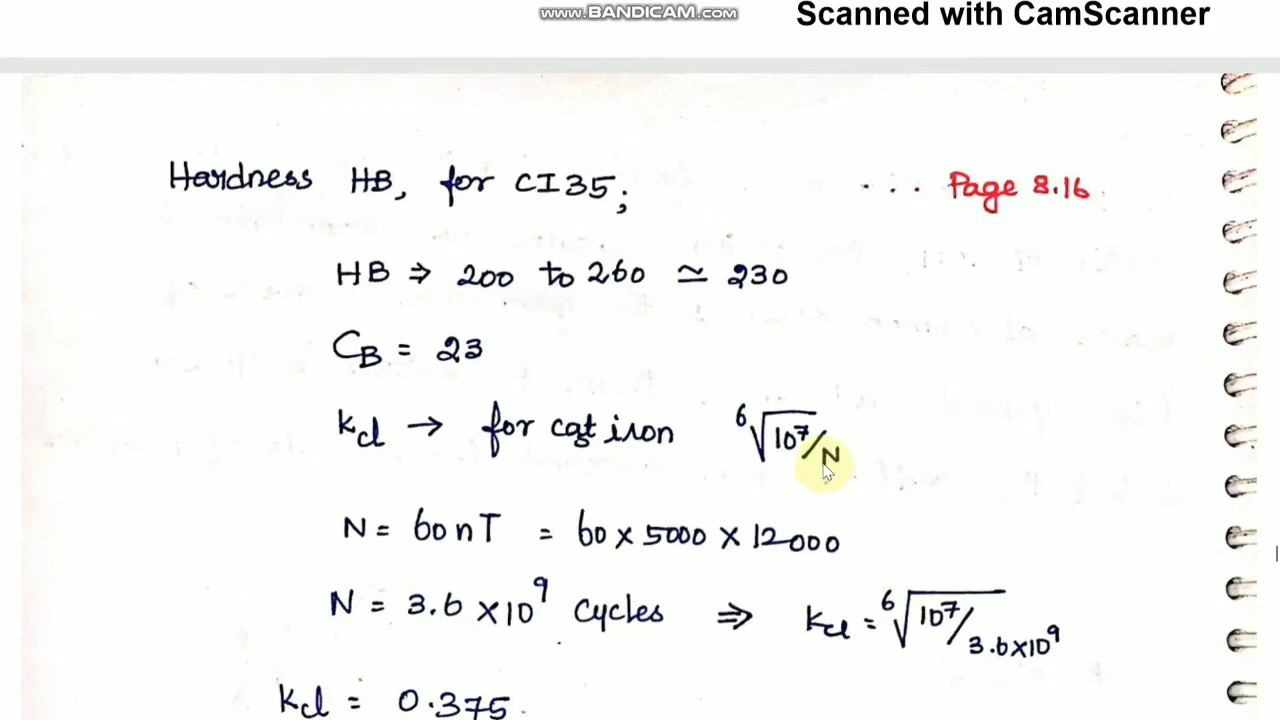 www.BANDICAM.com
Scanned with CamScanner
Hardness HB, for CI35; ... Page 8.16
HB ⇒ 200 to 260 ≃ 230
C_B = 23
k_cl → for cast iron ⁶√10⁷/N
N = 60nT = 60 × 5000 × 12000
N = 3.6 × 10⁹ cycles ⇒ k_cl = ⁶√10⁷/3.6×10⁹
k_cl = 0.375.